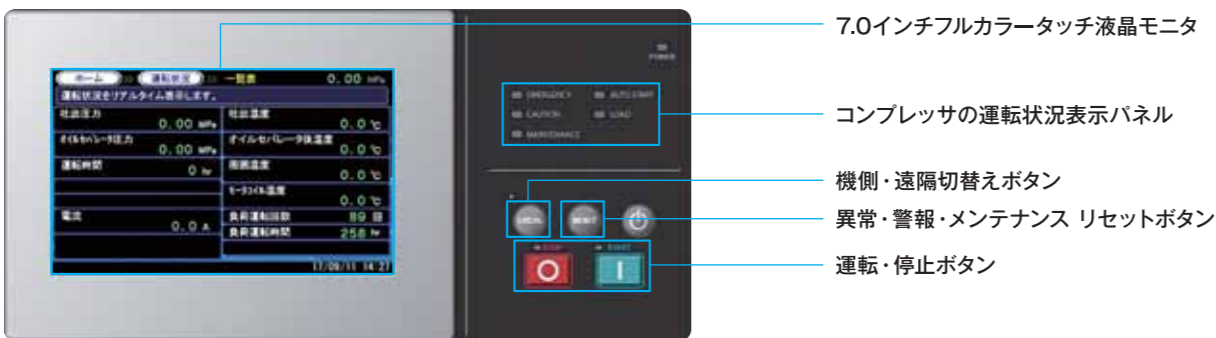 7.0インチフルカラータッチ液晶モニタ
コンプレッサの運転状況表示パネル
機側・遠隔切替えボタン
異常・警報・メンテナンス リセットボタン
運転・停止ボタン
ホーム 運転状況 一覧表 0.00 MPa
運転状況をリアルタイム表示します。
吐出圧力 0.00 MPa 吐出温度 0.0 ℃
オイルセパレータ圧力 0.00 MPa オイルセパレータ後温度 0.0 ℃
運転時間 0 hr 周囲温度 0.0 ℃
モータコイル温度 0.0 ℃
電流 0.0 A 負荷運転回数 89 回
負荷運転時間 258 hr
17/09/11 14:27
POWER
EMERGENCY AUTO START
CAUTION LOAD
MAINTENANCE
LOCAL RESET
STOP START